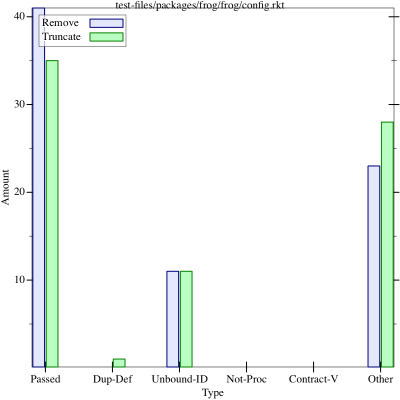 test-files/packages/frog/frog/config.rkt
Remove
Truncate
40
30
20
10
Amount
Passed Dup-Def Unbound-ID Not-Proc Contract-V Other
Type